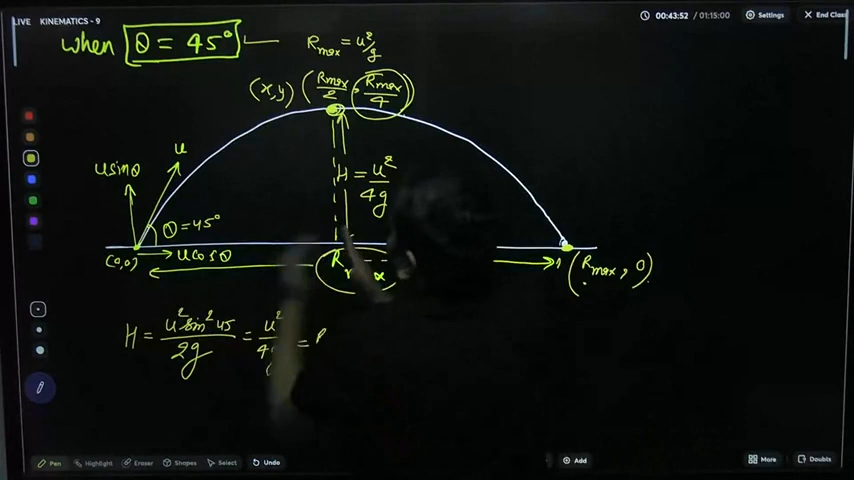 LIVE KINEMATICS - 9
00:43:52 / 01:15:00
Settings
End Class
when θ = 45°
Rmax = u²/g
(x,y) (Rmax/2, Rmax/4)
u
usinθ
H = u²/4g
θ = 45°
(0,0)
ucosθ
(Rmax, 0)
H = u²sin²45/2g = u²
Pen
Highlight
Eraser
Shapes
Select
Undo
Add
More
Doubts